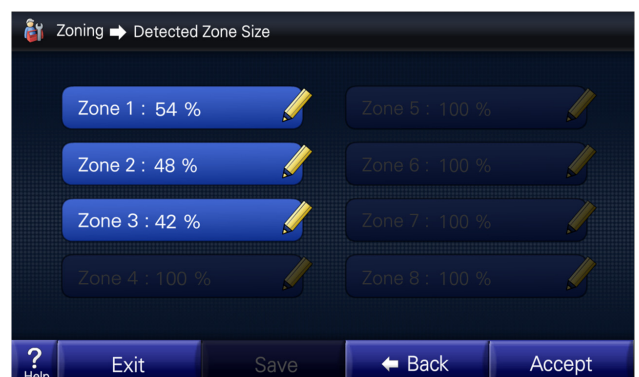 Zoning ➡ Detected Zone Size
Zone 1 : 54 %
Zone 2 : 48 %
Zone 3 : 42 %
Zone 4 : 100 %
Zone 5 : 100 %
Zone 6 : 100 %
Zone 7 : 100 %
Zone 8 : 100 %
? Help
Exit
Save
⬅ Back
Accept